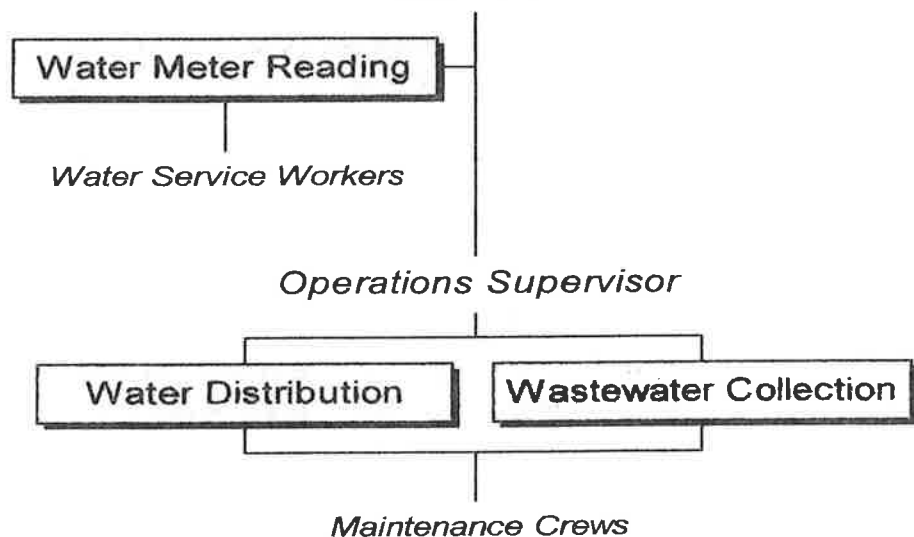 Water Meter Reading
Water Service Workers
Operations Supervisor
Water Distribution
Wastewater Collection
Maintenance Crews